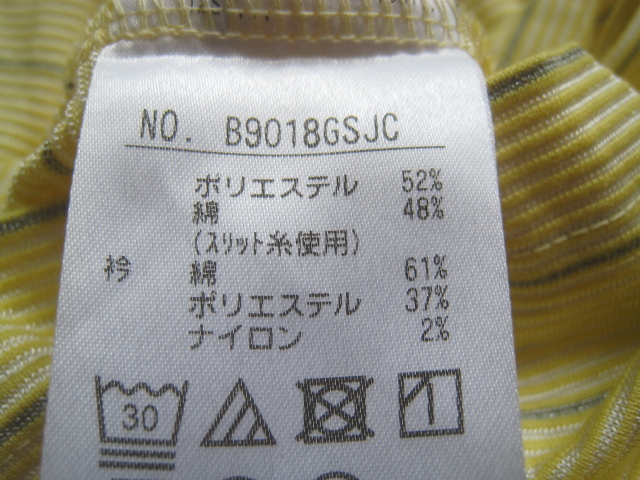 NO. B9018GSJC
ポリエステル 52%
綿 48%
(スリット糸使用)
衿 綿 61%
ポリエステル 37%
ナイロン 2%
30